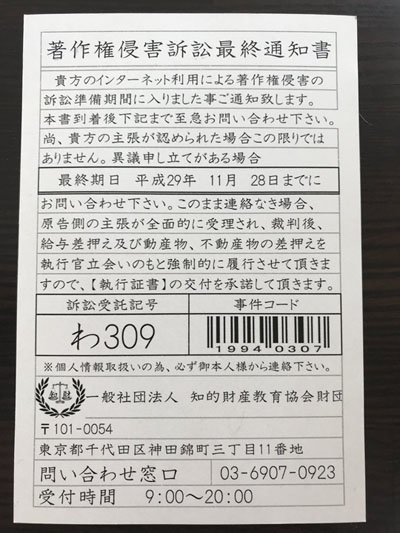 著作権侵害訴訟最終通知書
貴方のインターネット利用による著作権侵害の
訴訟準備期間に入りました事ご通知致します。
本書到着後下記まで至急お問い合わせ下さい。
尚、貴方の主張が認められた場合この限りでは
ありません。異議申し立てがある場合
最終期日 平成29年 11月 28日までに
お問い合わせ下さい。このまま連絡なき場合、
原告側の主張が全面的に受理され、裁判後、
給与差押え及び動産物、不動産物の差押えを
執行官立会いのもと強制的に履行させて頂きま
すので、【執行証書】の交付を承諾して頂きます。
訴訟受託記号 事件コード
わ309
1994 0307
※個人情報取扱いの為、必ず御本人様から連絡下さい。
一般社団法人 知的財産教育協会財団
〒101-0054
東京都千代田区神田錦町三丁目11番地
問い合わせ窓口 03-6907-0923
受付時間 9:00～20:00